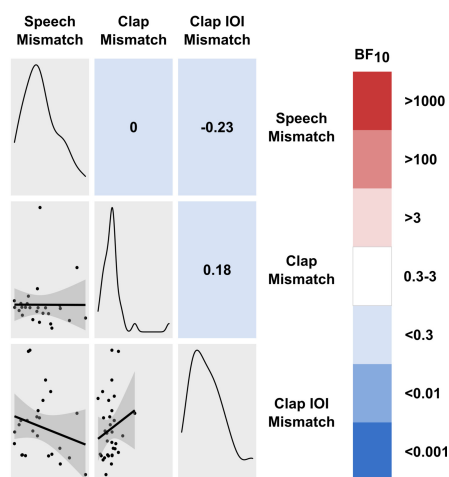 Speech
Mismatch
Clap
Mismatch
Clap IOI
Mismatch
BF10
0
-0.23
Speech
Mismatch
0.18
Clap
Mismatch
Clap IOI
Mismatch
>1000
>100
>3
0.3-3
<0.3
<0.01
<0.001